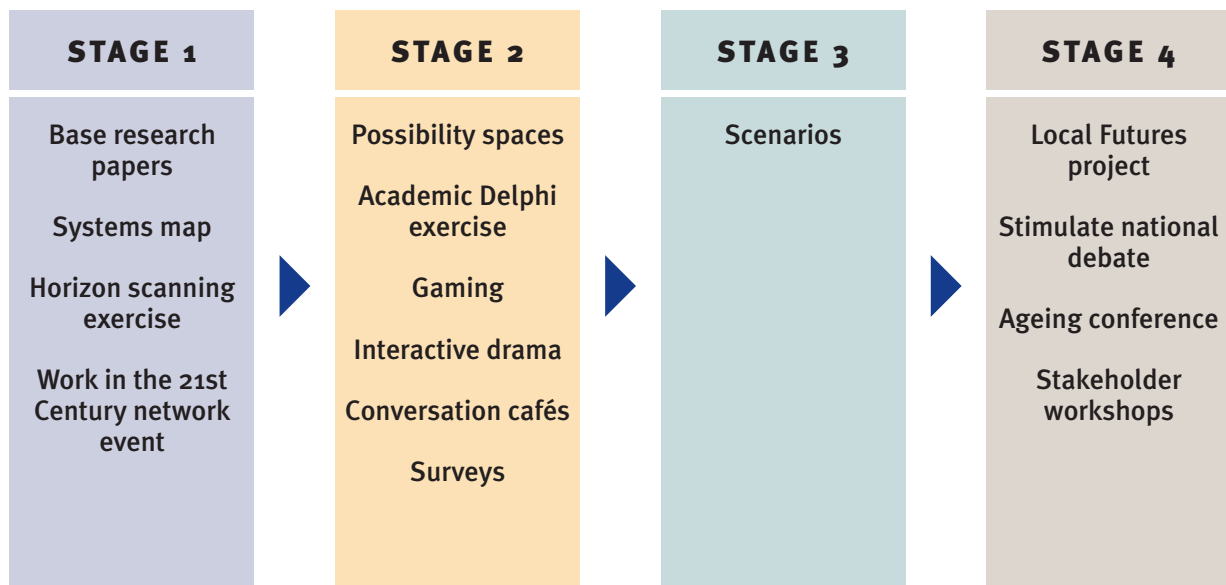 STAGE 1
Base research
papers
Systems map
Horizon scanning
exercise
Work in the 21st
Century network
event
STAGE 2
Possibility spaces
Academic Delphi
exercise
Gaming
Interactive drama
Conversation cafés
Surveys
STAGE 3
Scenarios
STAGE 4
Local Futures
project
Stimulate national
debate
Ageing conference
Stakeholder
workshops